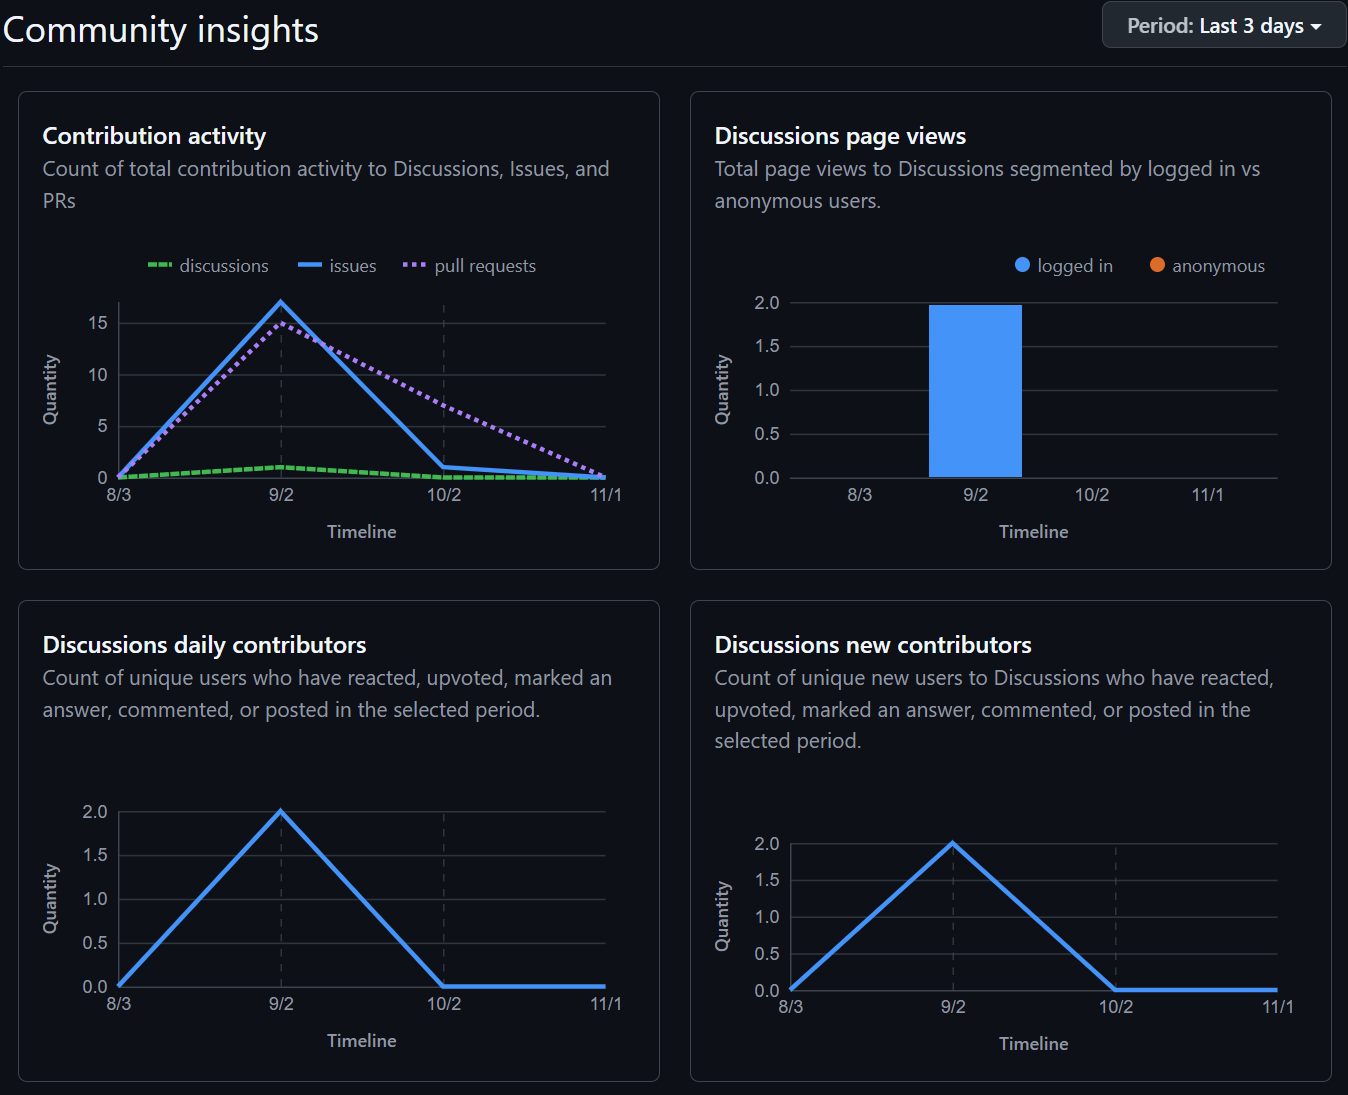 Community insights
Period: Last 3 days
Contribution activity
Count of total contribution activity to Discussions, Issues, and
PRs
discussions issues pull requests
15
10
5
0
Quantity
8/3 9/2 10/2 11/1
Timeline
Discussions page views
Total page views to Discussions segmented by logged in vs
anonymous users.
logged in anonymous
2.0
1.5
1.0
0.5
0.0
Quantity
8/3 9/2 10/2 11/1
Timeline
Discussions daily contributors
Count of unique users who have reacted, upvoted, marked an
answer, commented, or posted in the selected period.
2.0
1.5
1.0
0.5
0.0
Quantity
8/3 9/2 10/2 11/1
Timeline
Discussions new contributors
Count of unique new users to Discussions who have reacted,
upvoted, marked an answer, commented, or posted in the
selected period.
2.0
1.5
1.0
0.5
0.0
Quantity
8/3 9/2 10/2 11/1
Timeline